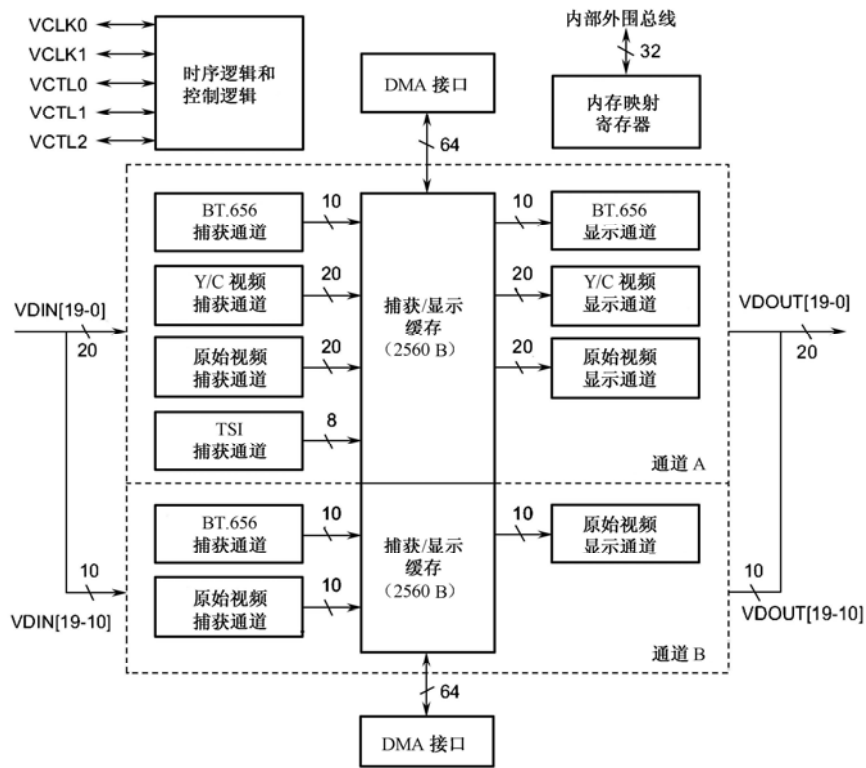 VCLK0
VCLK1
VCTL0
VCTL1
VCTL2
时序逻辑和
控制逻辑
DMA 接口
64
内部外围总线
32
内存映射
寄存器
VDIN[19-0]
20
10
VDIN[19-10]
BT.656
捕获通道
10
Y/C 视频
捕获通道
20
原始视频
捕获通道
20
TSI
捕获通道
8
捕获/显示
缓存
(2560 B)
10
BT.656
显示通道
20
Y/C 视频
显示通道
20
原始视频
显示通道
通道 A
BT.656
捕获通道
10
原始视频
捕获通道
10
捕获/显示
缓存
(2560 B)
10
原始视频
显示通道
通道 B
VDOUT[19-0]
20
10
VDOUT[19-10]
64
DMA 接口